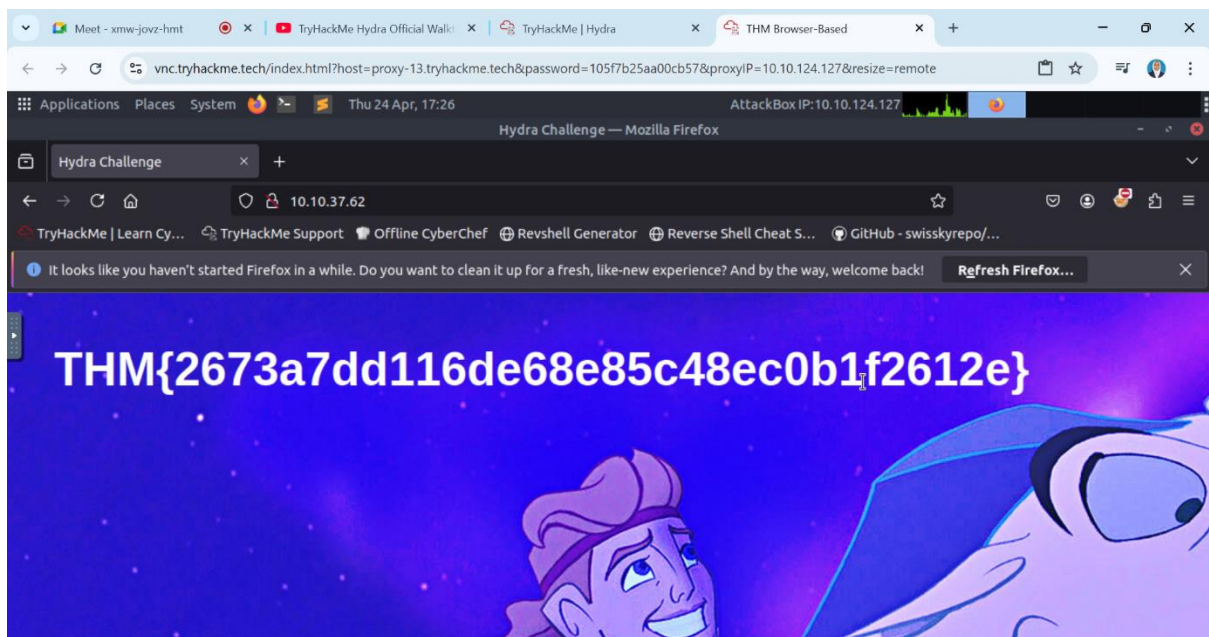 Meet - xmw-jovz-hmt TryHackMe Hydra Official Walkt TryHackMe | Hydra THM Browser-Based
vnc.tryhackme.tech/index.html?host=proxy-13.tryhackme.tech&password=105f7b25aa00cb57&proxyIP=10.10.124.127&resize=remote
Applications Places System Thu 24 Apr, 17:26 AttackBox IP:10.10.124.127
Hydra Challenge — Mozilla Firefox
Hydra Challenge
10.10.37.62
TryHackMe | Learn Cy... TryHackMe Support Offline CyberChef Revshell Generator Reverse Shell Cheat S... GitHub - swisskyrepo/...
It looks like you haven't started Firefox in a while. Do you want to clean it up for a fresh, like-new experience? And by the way, welcome back! Refresh Firefox...
THM{2673a7dd116de68e85c48ec0b1f2612e}